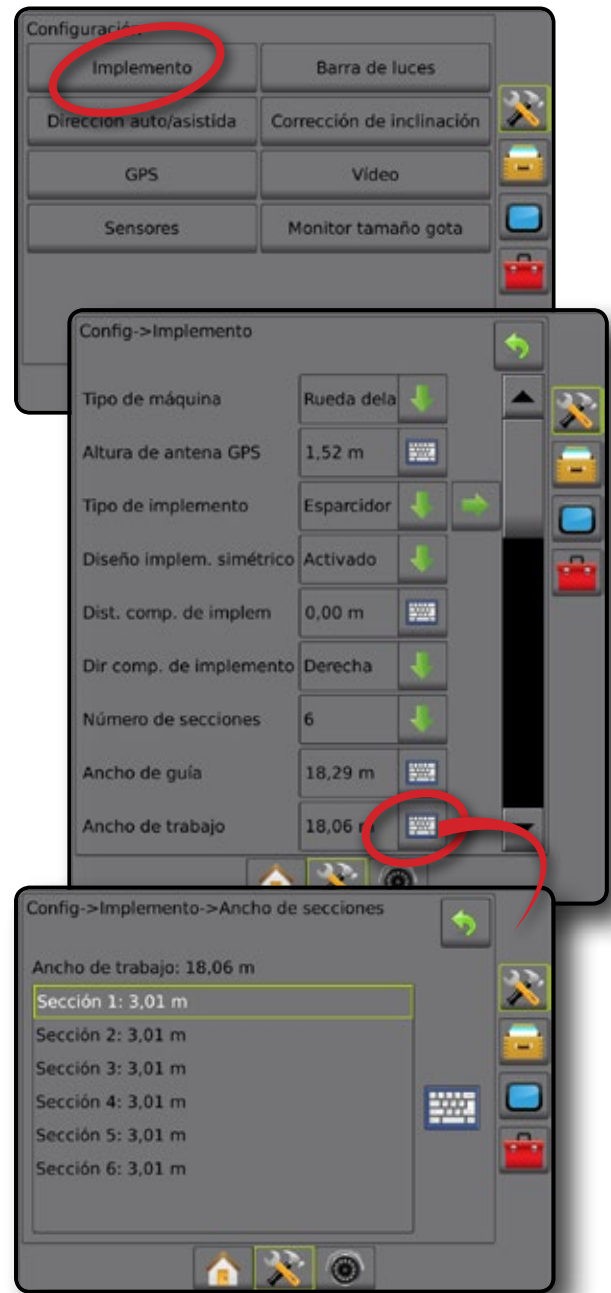 Configuración
Implemento
Barra de luces
Dirección auto/asistida
Corrección de inclinación
GPS
Vídeo
Sensores
Monitor tamaño gota
Config->Implemento
Tipo de máquina Rueda dela
Altura de antena GPS 1,52 m
Tipo de implemento Esparcidor
Diseño implem. simétrico Activado
Dist. comp. de implem 0,00 m
Dir comp. de implemento Derecha
Número de secciones 6
Ancho de guía 18,29 m
Ancho de trabajo 18,06 m
Config->Implemento->Ancho de secciones
Ancho de trabajo: 18,06 m
Sección 1: 3,01 m
Sección 2: 3,01 m
Sección 3: 3,01 m
Sección 4: 3,01 m
Sección 5: 3,01 m
Sección 6: 3,01 m